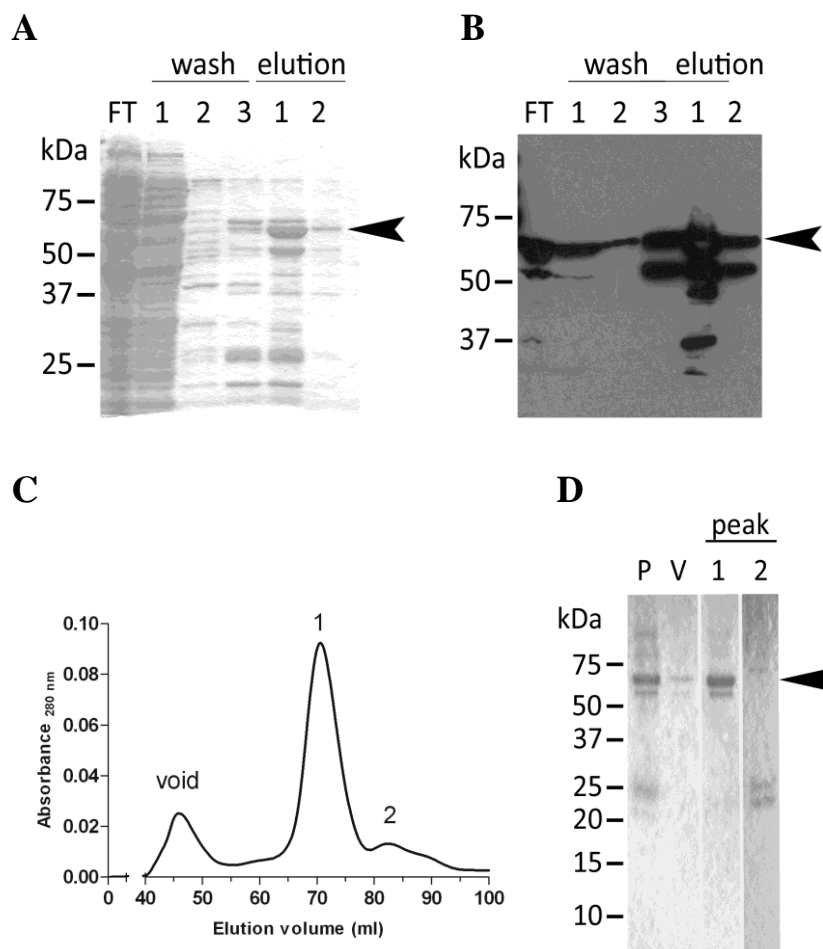 A
wash elution
FT 1 2 3 1 2
kDa
75
50
37
25
B
wash elution
FT 1 2 3 1 2
kDa
75
50
37
C
void
1
2
Absorbance 280 nm
0.10
0.08
0.06
0.04
0.02
0.00
0 40 50 60 70 80 90 100
Elution volume (ml)
D
peak
P V 1 2
kDa
75
50
37
25
20
15
10